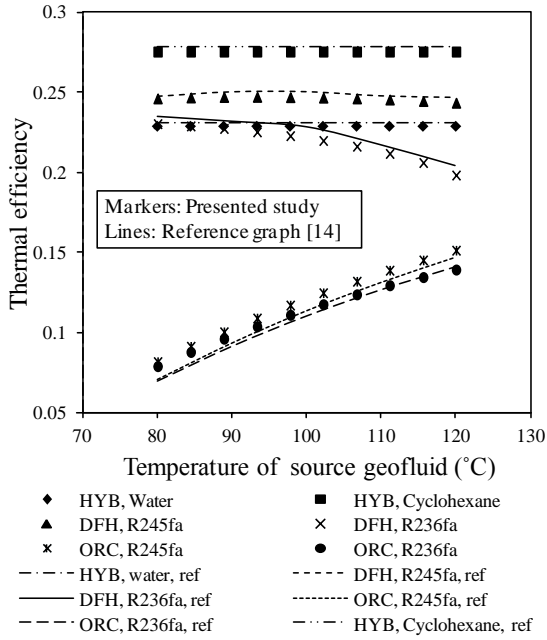 0.3
0.25
0.2
0.15
0.1
0.05
Thermal efficiency
Markers: Presented study
Lines: Reference graph [14]
70 80 90 100 110 120 130
Temperature of source geofluid (˚C)
HYB, Water
HYB, Cyclohexane
DFH, R245fa
DFH, R236fa
ORC, R245fa
ORC, R236fa
HYB, water, ref
DFH, R245fa, ref
DFH, R236fa, ref
ORC, R245fa, ref
ORC, R236fa, ref
HYB, Cyclohexane, ref